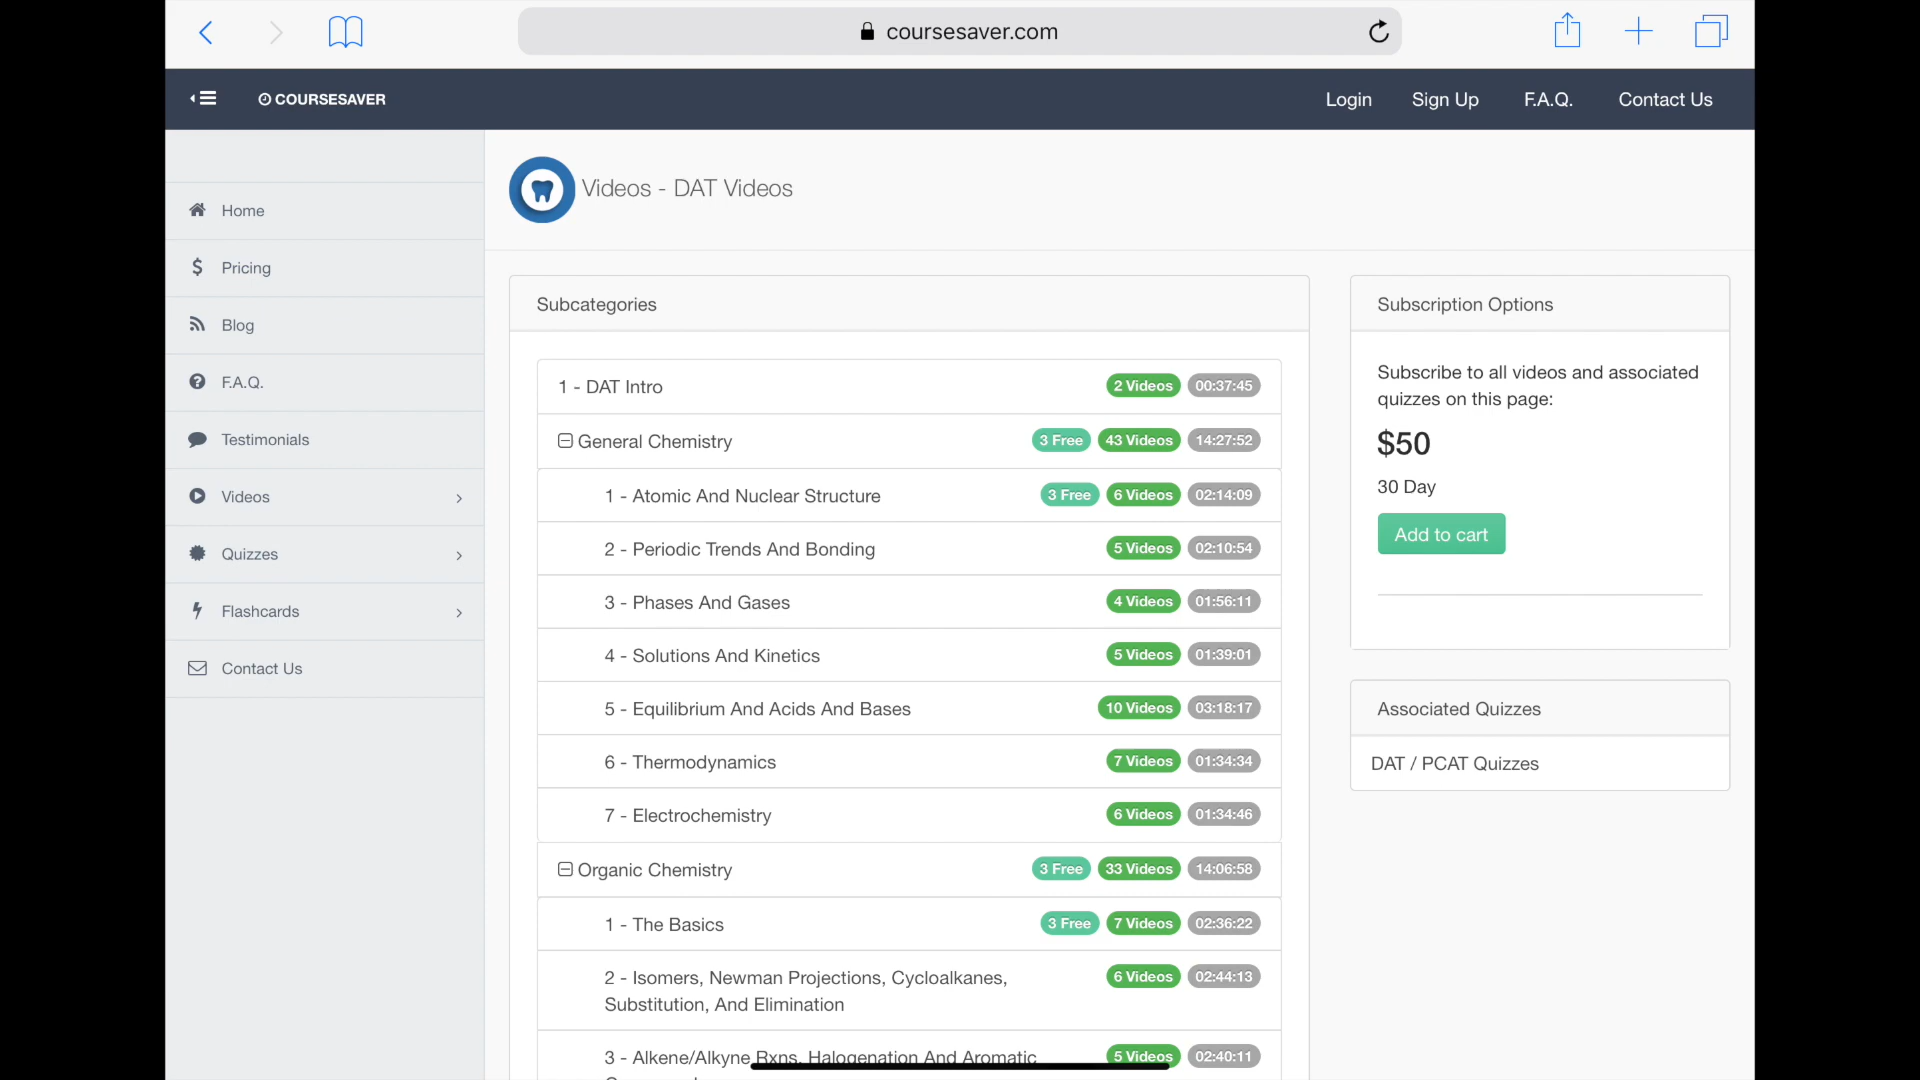 coursesaver.com
COURSESAVER
Login
Sign Up
F.A.Q.
Contact Us
Home
Pricing
Blog
F.A.Q.
Testimonials
Videos
Quizzes
Flashcards
Contact Us
Videos - DAT Videos
Subcategories
1 - DAT Intro 2 Videos 00:37:45
General Chemistry 3 Free 43 Videos 14:27:52
1 - Atomic And Nuclear Structure 3 Free 6 Videos 02:14:09
2 - Periodic Trends And Bonding 5 Videos 02:10:54
3 - Phases And Gases 4 Videos 01:56:11
4 - Solutions And Kinetics 5 Videos 01:39:01
5 - Equilibrium And Acids And Bases 10 Videos 03:18:17
6 - Thermodynamics 7 Videos 01:34:34
7 - Electrochemistry 6 Videos 01:34:46
Organic Chemistry 3 Free 33 Videos 14:06:58
1 - The Basics 3 Free 7 Videos 02:36:22
2 - Isomers, Newman Projections, Cycloalkanes, 6 Videos 02:44:13
Substitution, And Elimination
3 - Alkene/Alkyne Rxns, Halogenation And Aromatic 5 Videos 02:40:11
Subscription Options
Subscribe to all videos and associated
quizzes on this page:
$50
30 Day
Add to cart
Associated Quizzes
DAT / PCAT Quizzes